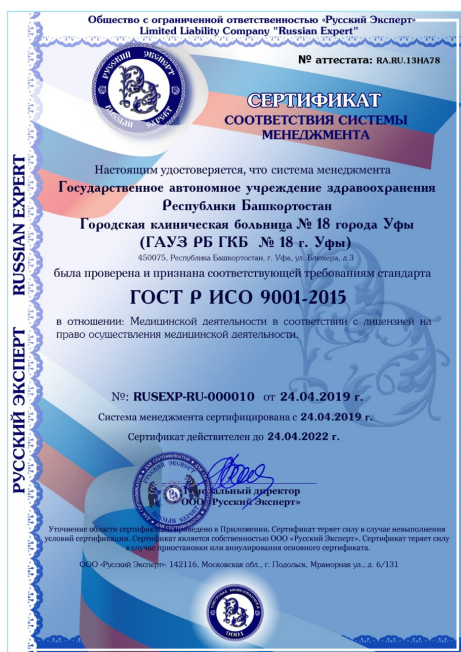 Общество с ограниченной ответственностью «Русский Эксперт»
Limited Liability Company "Russian Expert"
№ аттестата: RA.RU.13НА78
РУССКИЙ ЭКСПЕРТ
RUSSIAN EXPERT
СЕРТИФИКАТ
СООТВЕТСТВИЯ СИСТЕМЫ
МЕНЕДЖМЕНТА
РУССКИЙ ЭКСПЕРТ RUSSIAN EXPERT
Настоящим удостоверяется, что система менеджмента
Государственное автономное учреждение здравоохранения
Республики Башкортостан
Городская клиническая больница № 18 города Уфы
(ГАУЗ РБ ГКБ № 18 г. Уфы)
450075, Республика Башкортостан, г. Уфа, ул. Блюхера, д.3
была проверена и признана соответствующей требованиям стандарта
ГОСТ Р ИСО 9001-2015
в отношении: Медицинской деятельности в соответствии с лицензией на
право осуществления медицинской деятельности.
№: RUSEXP-RU-000010 от 24.04.2019 г.
Система менеджмента сертифицирована с 24.04.2019 г.
Сертификат действителен до 24.04.2022 г.
Генеральный директор
ООО «Русский Эксперт»
Уточнение области сертификации приведено в Приложении. Сертификат теряет силу в случае невыполнения
условий сертификации. Сертификат является собственностью ООО «Русский Эксперт». Сертификат теряет силу
в случае приостановки или аннулирования основного сертификата.
ООО «Русский Эксперт»: 142116, Московская обл., г. Подольск, Мраморная ул., д. 6/131